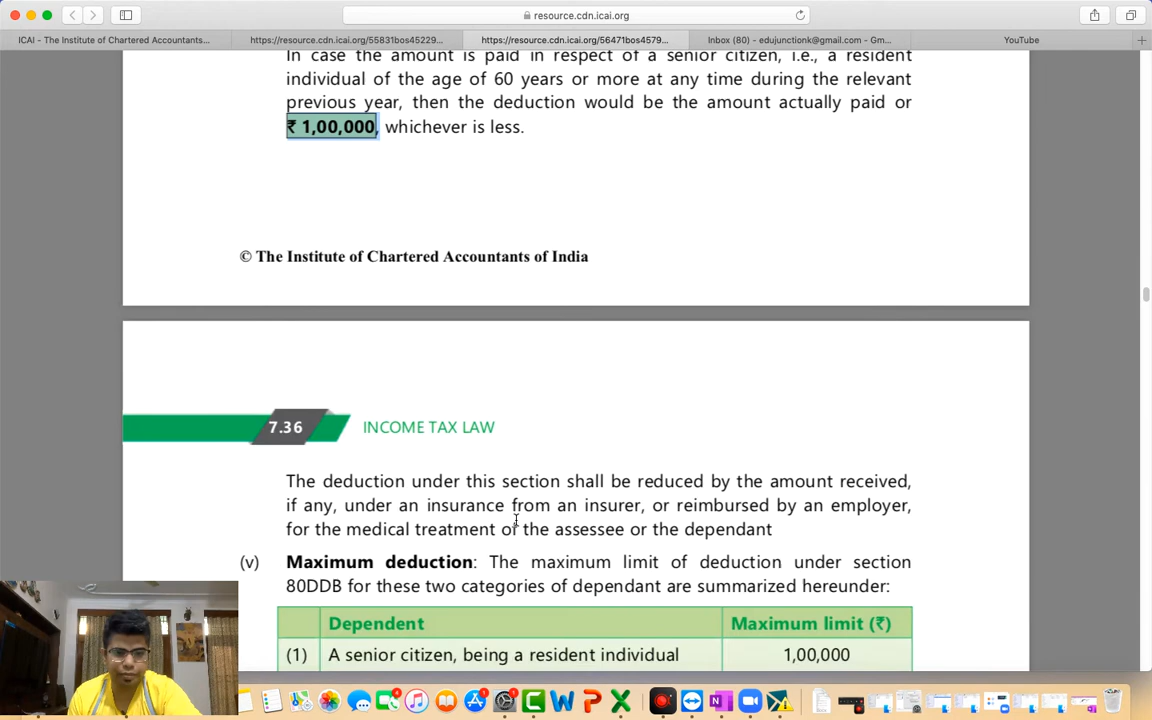 resource.cdn.icai.org
ICAI - The Institute of Chartered Accountants...
https://resource.cdn.icai.org/55831bos45229...
https://resource.cdn.icai.org/56471bos4579...
Inbox (80) - edujunctionk@gmail.com - Gm...
YouTube
In case the amount is paid in respect of a senior citizen, i.e., a resident
individual of the age of 60 years or more at any time during the relevant
previous year, then the deduction would be the amount actually paid or
₹ 1,00,000, whichever is less.
© The Institute of Chartered Accountants of India
7.36 INCOME TAX LAW
The deduction under this section shall be reduced by the amount received,
if any, under an insurance from an insurer, or reimbursed by an employer,
for the medical treatment of the assessee or the dependant
(v) Maximum deduction: The maximum limit of deduction under section
80DDB for these two categories of dependant are summarized hereunder:
Dependent Maximum limit (₹)
(1) A senior citizen, being a resident individual 1,00,000